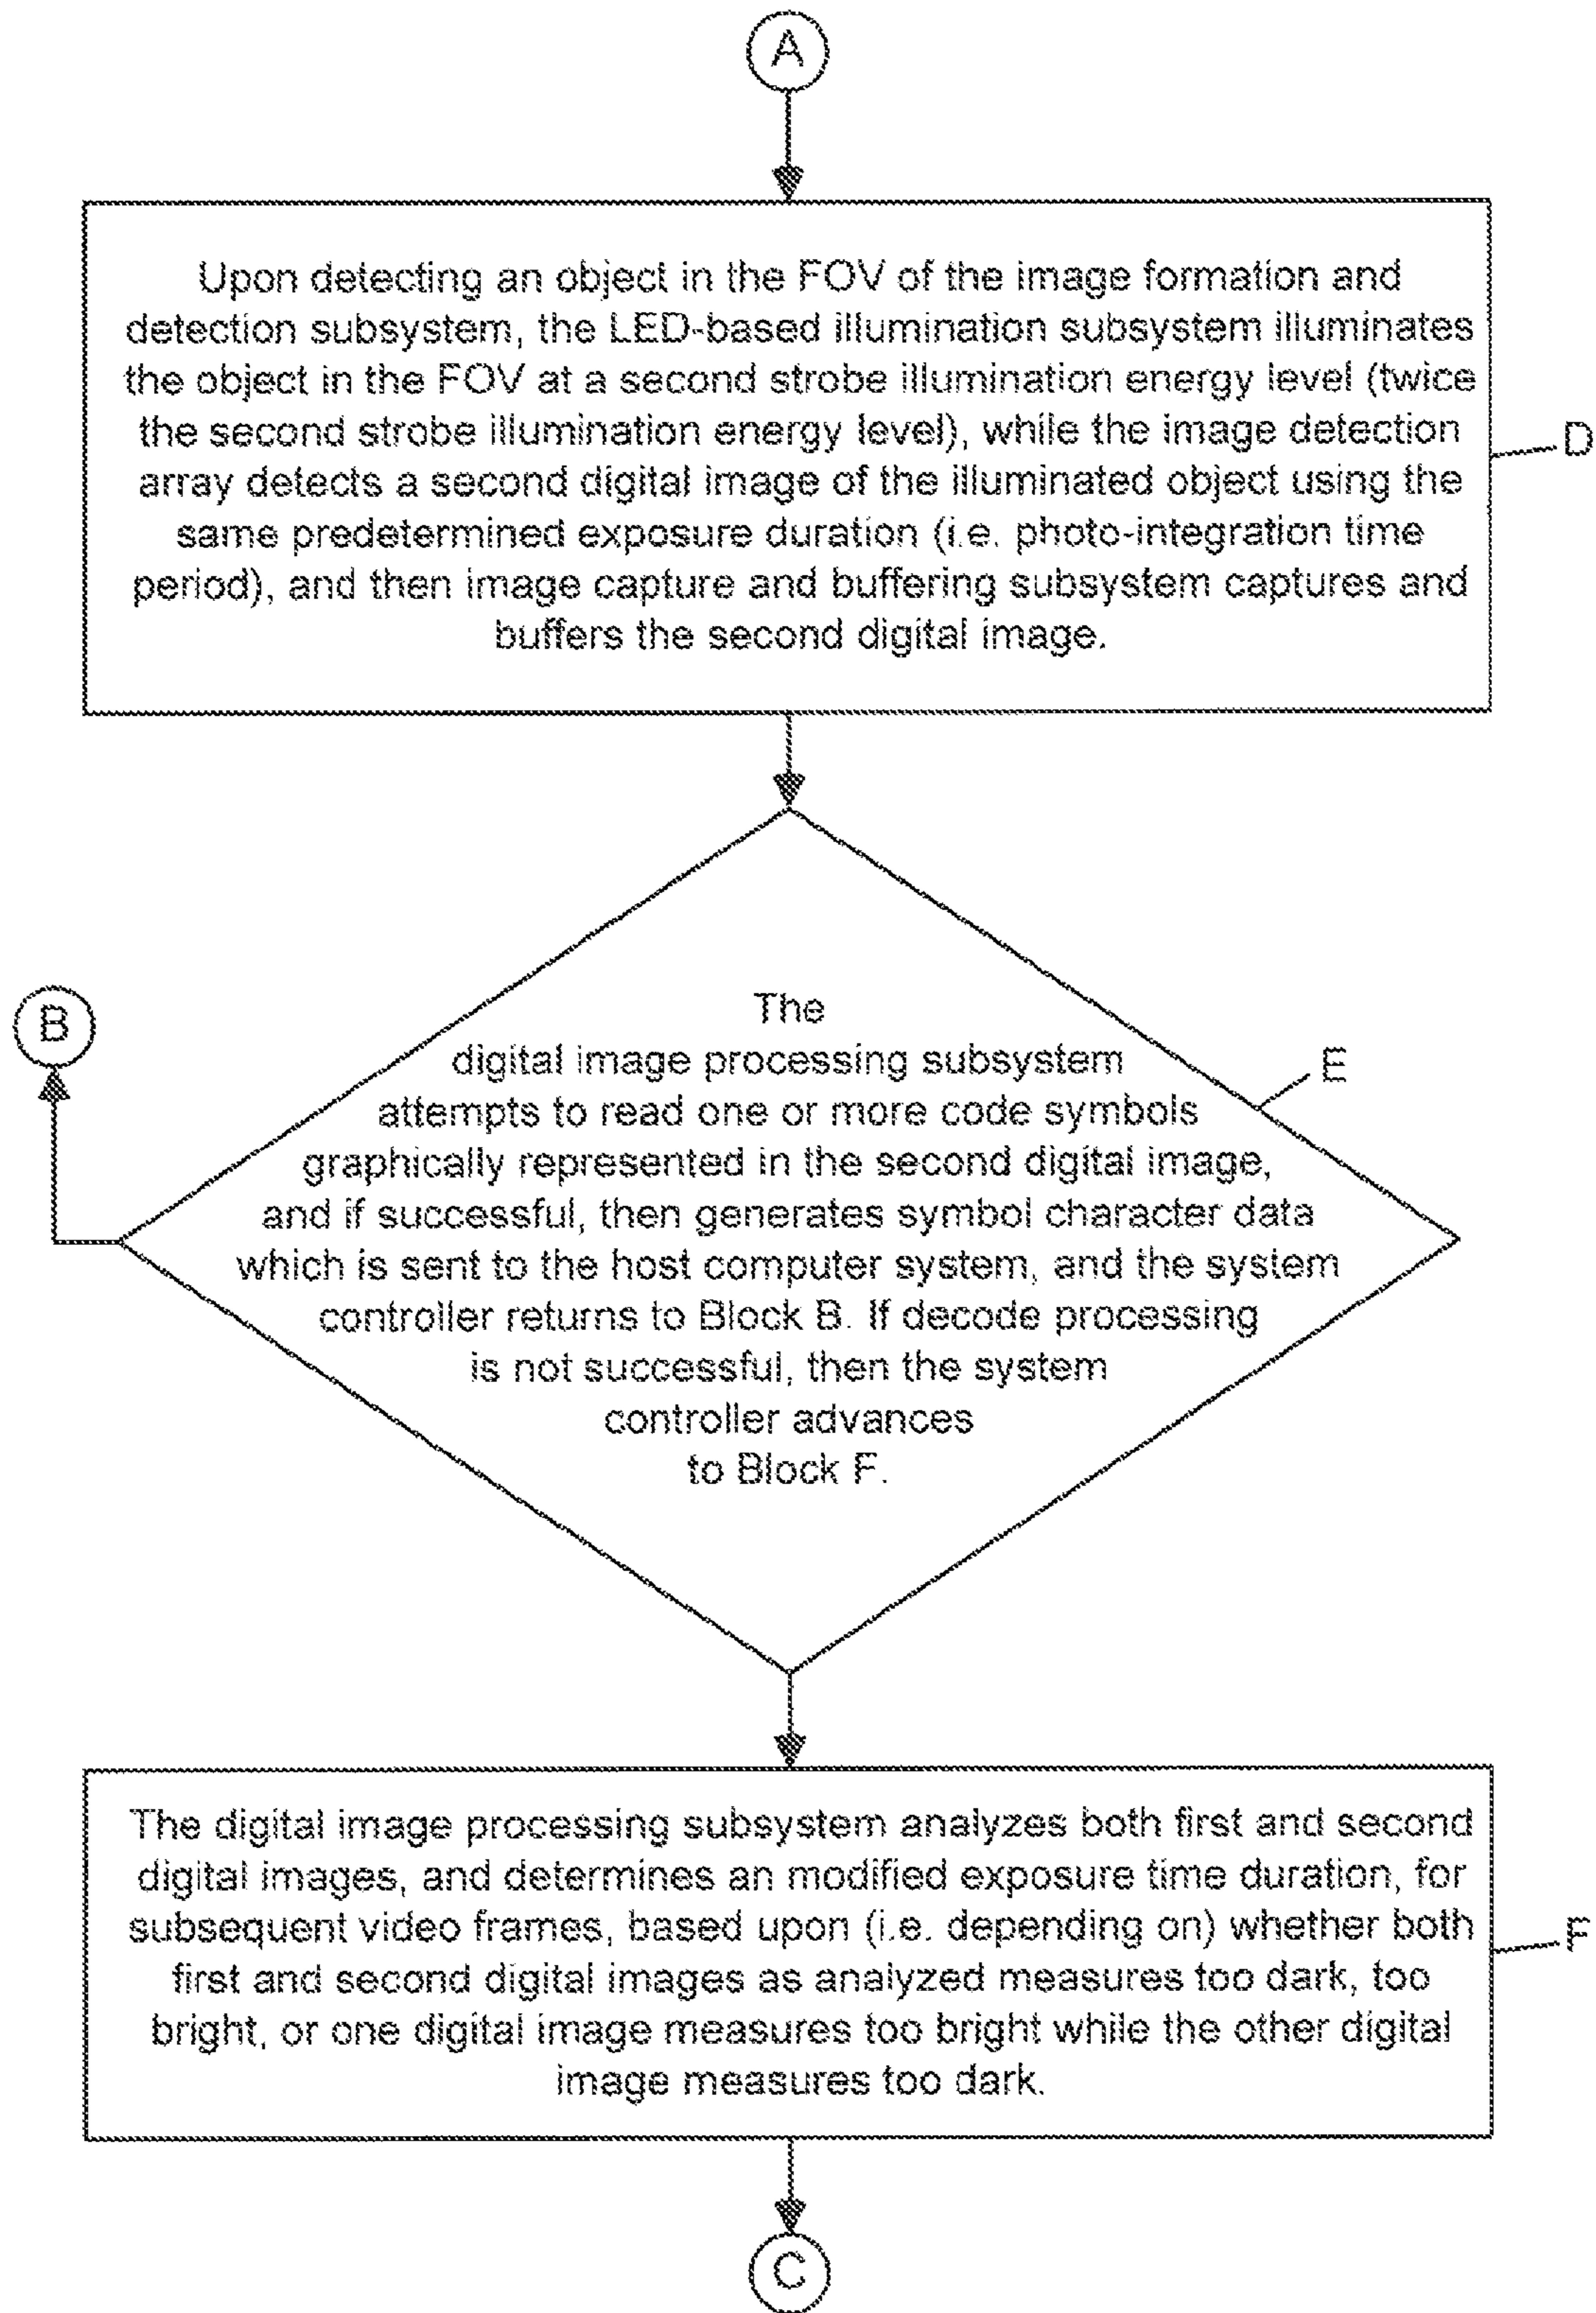 A
Upon detecting an object in the FOV of the image formation and
detection subsystem, the LED-based illumination subsystem illuminates
the object in the FOV at a second strobe illumination energy level (twice
the second strobe illumination energy level), while the image detection
array detects a second digital image of the illuminated object using the
same predetermined exposure duration (i.e. photo-integration time
period), and then image capture and buffering subsystem captures and
buffers the second digital image.
D
B
The
digital image processing subsystem
attempts to read one or more code symbols
graphically represented in the second digital image,
and if successful, then generates symbol character data
which is sent to the host computer system, and the system
controller returns to Block B. If decode processing
is not successful, then the system
controller advances
to Block F.
E
The digital image processing subsystem analyzes both first and second
digital images, and determines an modified exposure time duration, for
subsequent video frames, based upon (i.e. depending on) whether both
first and second digital images as analyzed measures too dark, too
bright, or one digital image measures too bright while the other digital
image measures too dark.
F
C